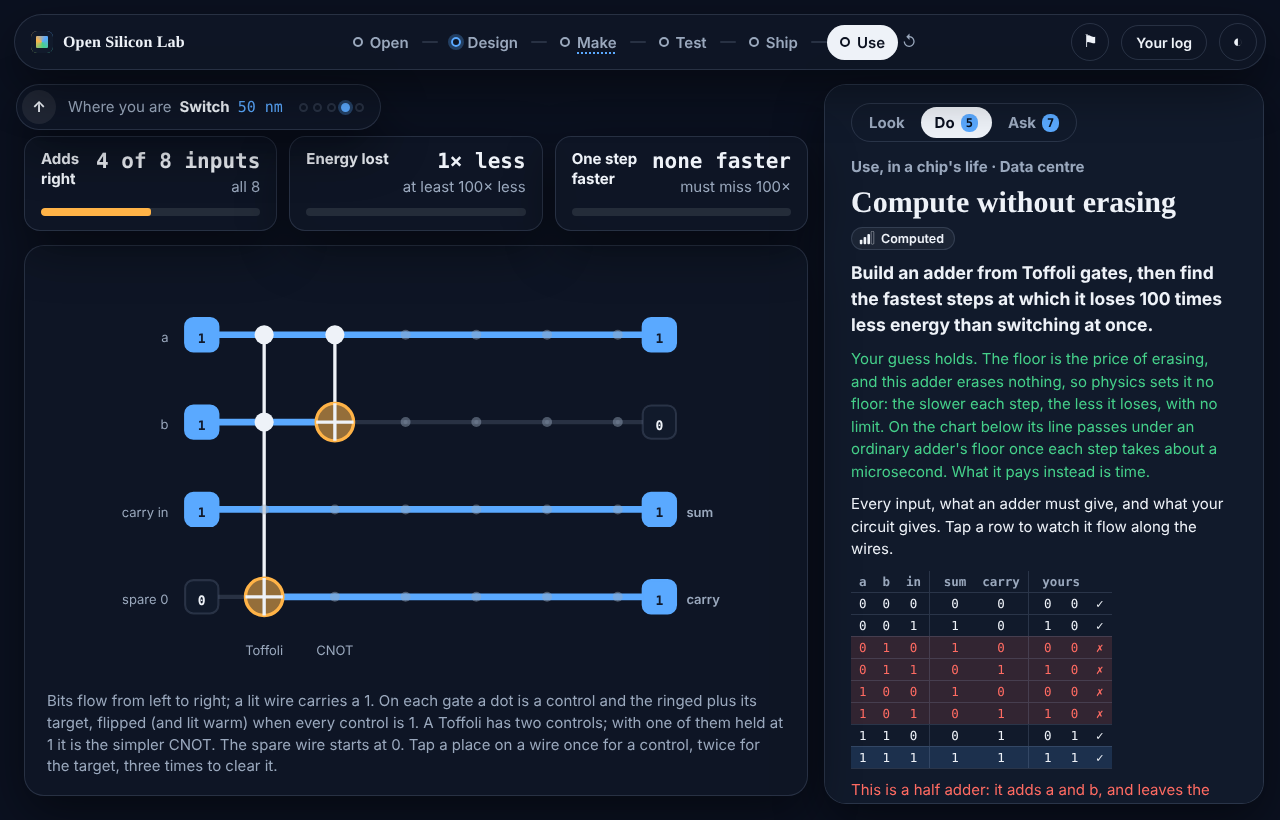 Open Silicon Lab
Open
Design
Make
Test
Ship
Use
Your log
Where you are Switch 50 nm
Adds right
4 of 8 inputs
all 8
Energy lost
1× less
at least 100× less
One step faster
none faster
must miss 100×
a 1 1
b 1 0
carry in 1 1 sum
spare 0 0 1 carry
Toffoli CNOT
Bits flow from left to right; a lit wire carries a 1. On each gate a dot is a control and the ringed plus its
target, flipped (and lit warm) when every control is 1. A Toffoli has two controls; with one of them held at
1 it is the simpler CNOT. The spare wire starts at 0. Tap a place on a wire once for a control, twice for
the target, three times to clear it.
Look
Do 5
Ask 7
Use, in a chip's life · Data centre
Compute without erasing
Computed
Build an adder from Toffoli gates, then find
the fastest steps at which it loses 100 times
less energy than switching at once.
Your guess holds. The floor is the price of erasing,
and this adder erases nothing, so physics sets it no
floor: the slower each step, the less it loses, with no
limit. On the chart below its line passes under an
ordinary adder's floor once each step takes about a
microsecond. What it pays instead is time.
Every input, what an adder must give, and what your
circuit gives. Tap a row to watch it flow along the
wires.
a b in sum carry yours
0 0 0 0 0 0 0 ✓
0 0 1 1 0 1 0 ✓
0 1 0 1 0 0 0 ✗
0 1 1 0 1 1 0 ✗
1 0 0 1 0 0 0 ✗
1 0 1 0 1 1 0 ✗
1 1 0 0 1 0 1 ✓
1 1 1 1 1 1 1 ✓
This is a half adder: it adds a and b, and leaves the